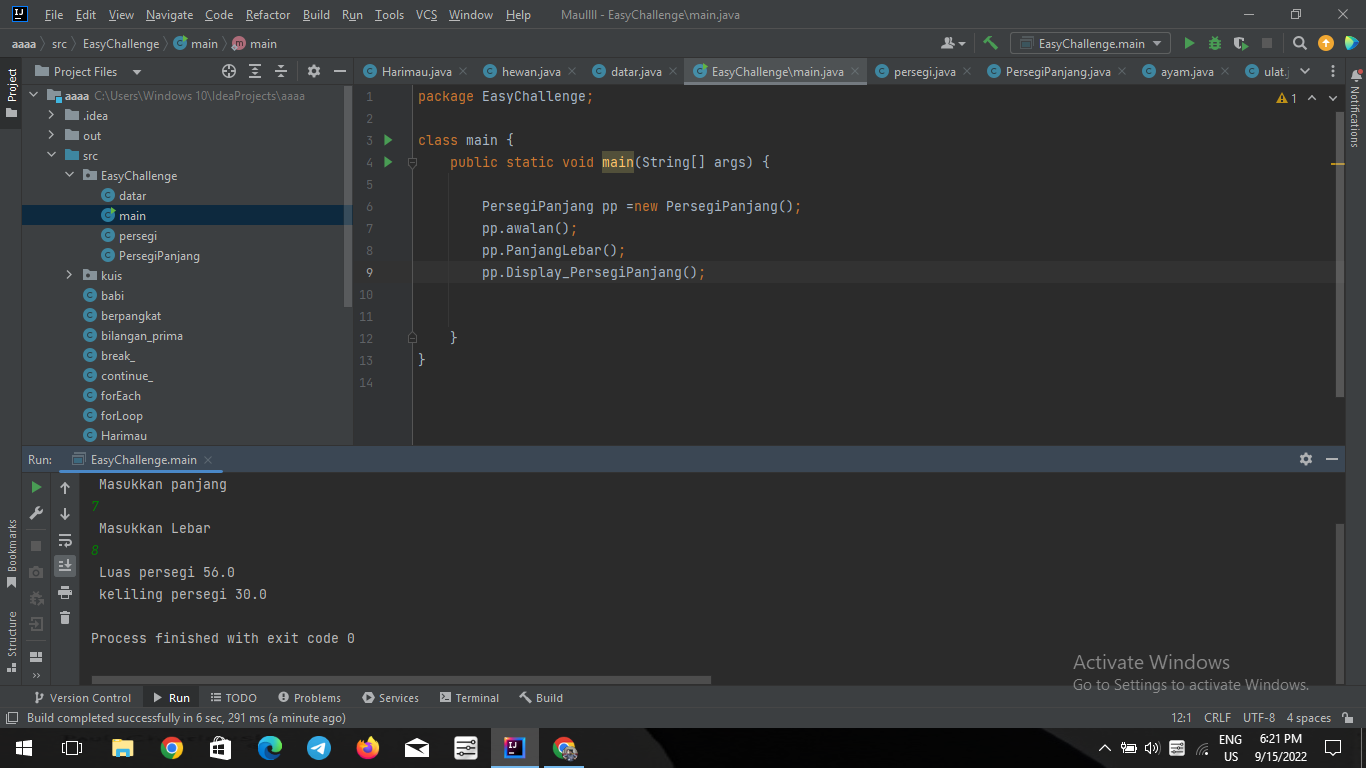 File Edit View Navigate Code Refactor Build Run Tools VCS Window Help Maullll - EasyChallenge\main.java
aaaa src EasyChallenge main main EasyChallenge.main
Project
Project Files
Harimau.java hewan.java datar.java EasyChallenge\main.java persegi.java PersegiPanjang.java ayam.java ulat.j
Notifications
aaaa C:\Users\Windows 10\IdeaProjects\aaaa
.idea
out
src
EasyChallenge
datar
main
persegi
PersegiPanjang
kuis
babi
berpangkat
bilangan_prima
break_
continue_
forEach
forLoop
Harimau
1 package EasyChallenge;
2
3 class main {
4 public static void main(String[] args) {
5
6 PersegiPanjang pp =new PersegiPanjang();
7 pp.awalan();
8 pp.PanjangLebar();
9 pp.Display_PersegiPanjang();
10
11
12 }
13 }
14
1
Run: EasyChallenge.main
Masukkan panjang
7
Masukkan Lebar
8
Luas persegi 56.0
keliling persegi 30.0
Process finished with exit code 0
Bookmarks
Structure
Activate Windows
Go to Settings to activate Windows.
Version Control Run TODO Problems Services Terminal Build
Build completed successfully in 6 sec, 291 ms (a minute ago) 12:1 CRLF UTF-8 4 spaces
ENG 6:21 PM
US 9/15/2022